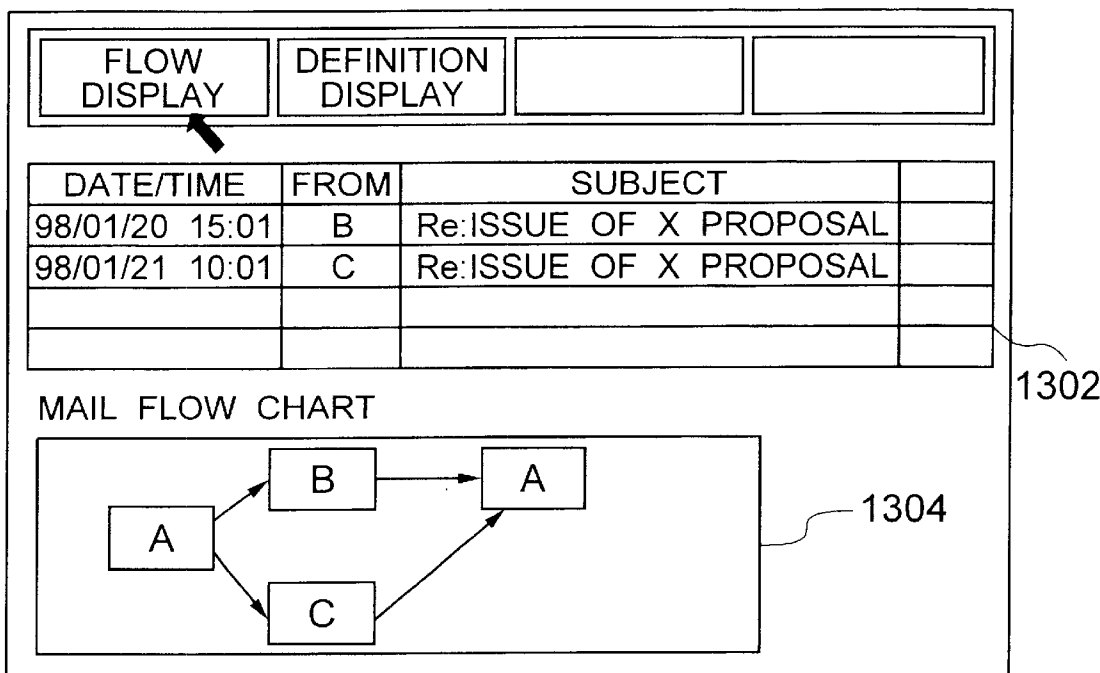 FLOW
DISPLAY
DEFINITION
DISPLAY
DATE/TIME FROM SUBJECT
98/01/20 15:01 B Re:ISSUE OF X PROPOSAL
98/01/21 10:01 C Re:ISSUE OF X PROPOSAL
1302
MAIL FLOW CHART
B A
1304
A
C